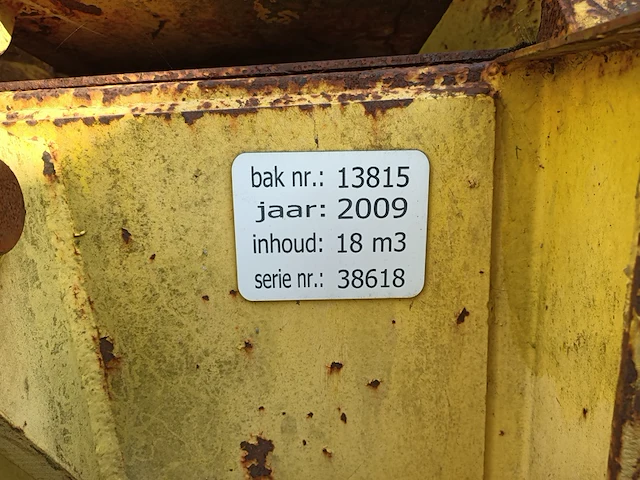 bak nr.: 13815
jaar: 2009
inhoud: 18 m3
serie nr.: 38618